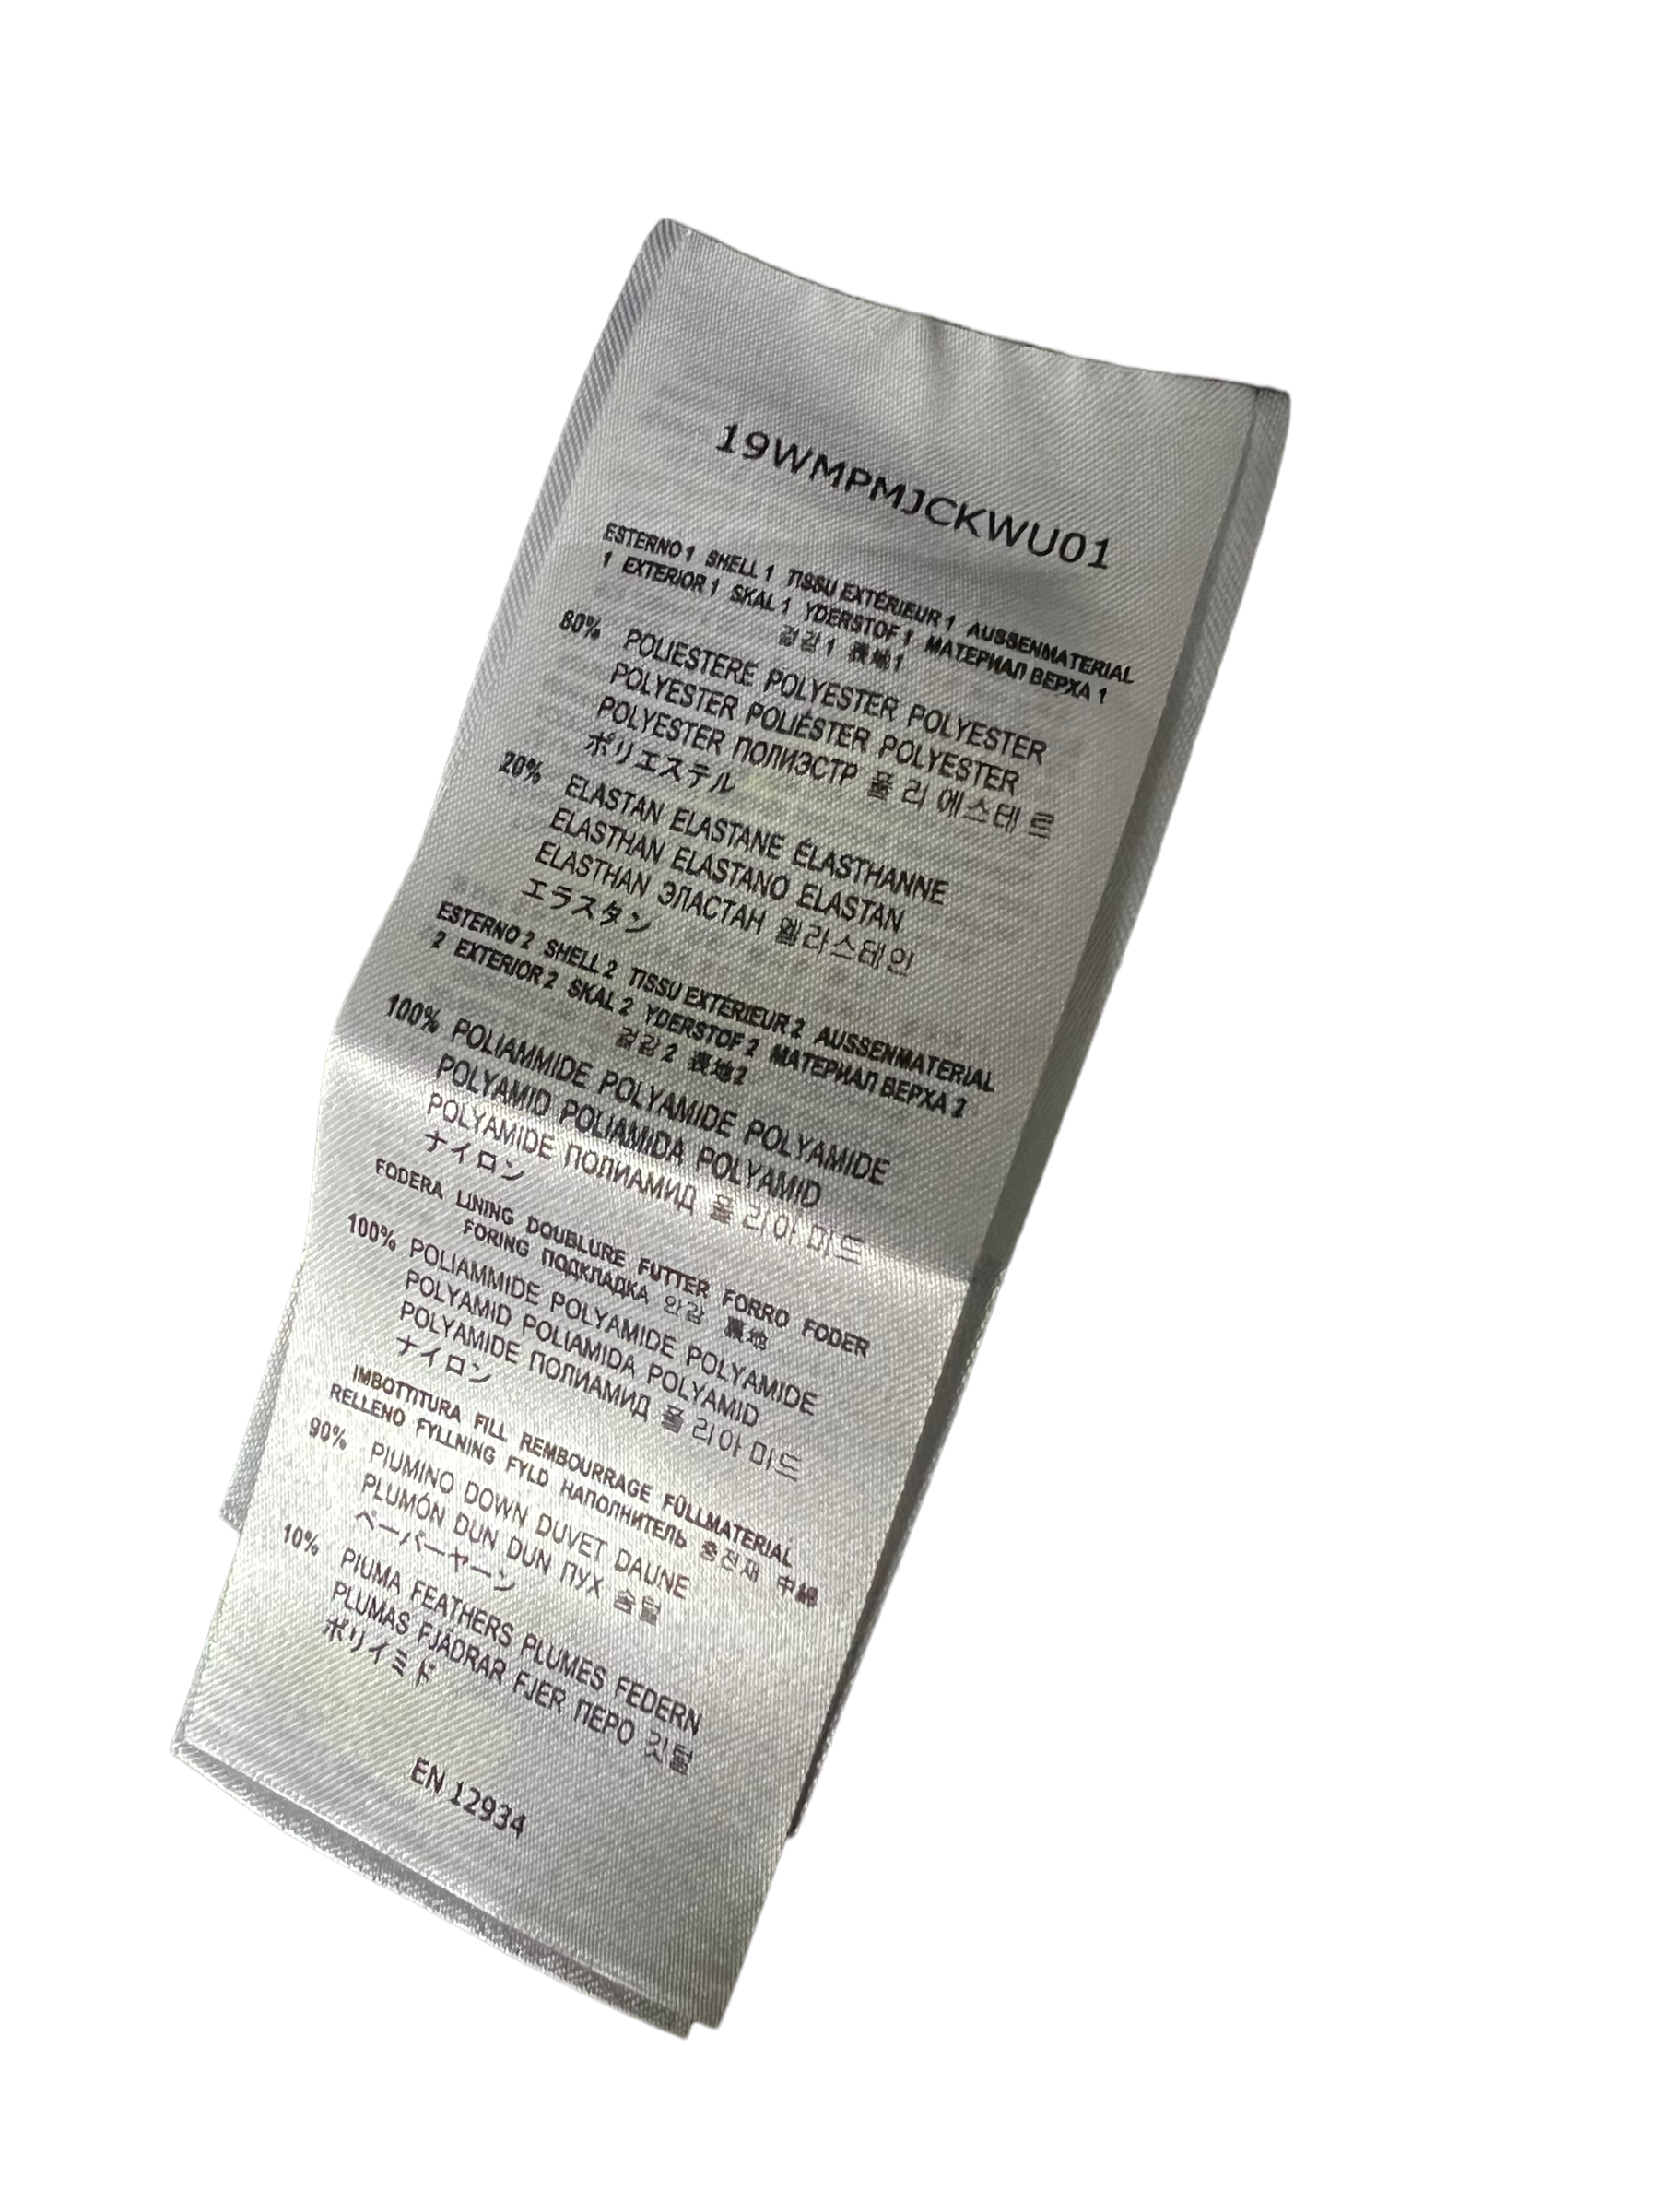 19WMPMJCKWU01
ESTERNO 1 SHELL 1 TISSU EXTÉRIEUR 1 AUSSENMATERIAL
1 EXTERIOR 1 SKAL 1 YDERSTOF 1 МАТЕРИАЛ ВЕРХА 1
겉감 1 表地1
80% POLIESTERE POLYESTER POLYESTER
POLYESTER POLIÉSTER POLYESTER
POLYESTER ПОЛИЭСТР 폴리에스테르
ポリエステル
20% ELASTAN ELASTANE ÉLASTHANNE
ELASTHAN ELASTANO ELASTAN
ELASTHAN ЭЛАСТАН 엘라스테인
エラスタン
ESTERNO 2 SHELL 2 TISSU EXTÉRIEUR 2 AUSSENMATERIAL
2 EXTERIOR 2 SKAL 2 YDERSTOF 2 МАТЕРИАЛ ВЕРХА 2
겉감 2 表地2
100% POLIAMMIDE POLYAMIDE POLYAMIDE
POLYAMID POLIAMIDA POLYAMID
POLYAMIDE ПОЛИАМИД 폴리아미드
ナイロン
FODERA LINING DOUBLURE FUTTER FORRO FODER
FORING ПОДКЛАДКА 안감 裏地
100% POLIAMMIDE POLYAMIDE POLYAMIDE
POLYAMID POLIAMIDA POLYAMID
POLYAMIDE ПОЛИАМИД 폴리아미드
ナイロン
IMBOTTITURA FILL REMBOURRAGE FÜLLMATERIAL
RELLENO FYLLNING FYLD НАПОЛНИТЕЛЬ 충전재 中綿
90% PIUMINO DOWN DUVET DAUNE
PLUMÓN DUN DUN ПУХ 솜털
ペーパーヤーン
10% PIUMA FEATHERS PLUMES FEDERN
PLUMAS FJÄDRAR FJER ПЕРО 깃털
ポリイミド
EN 12934